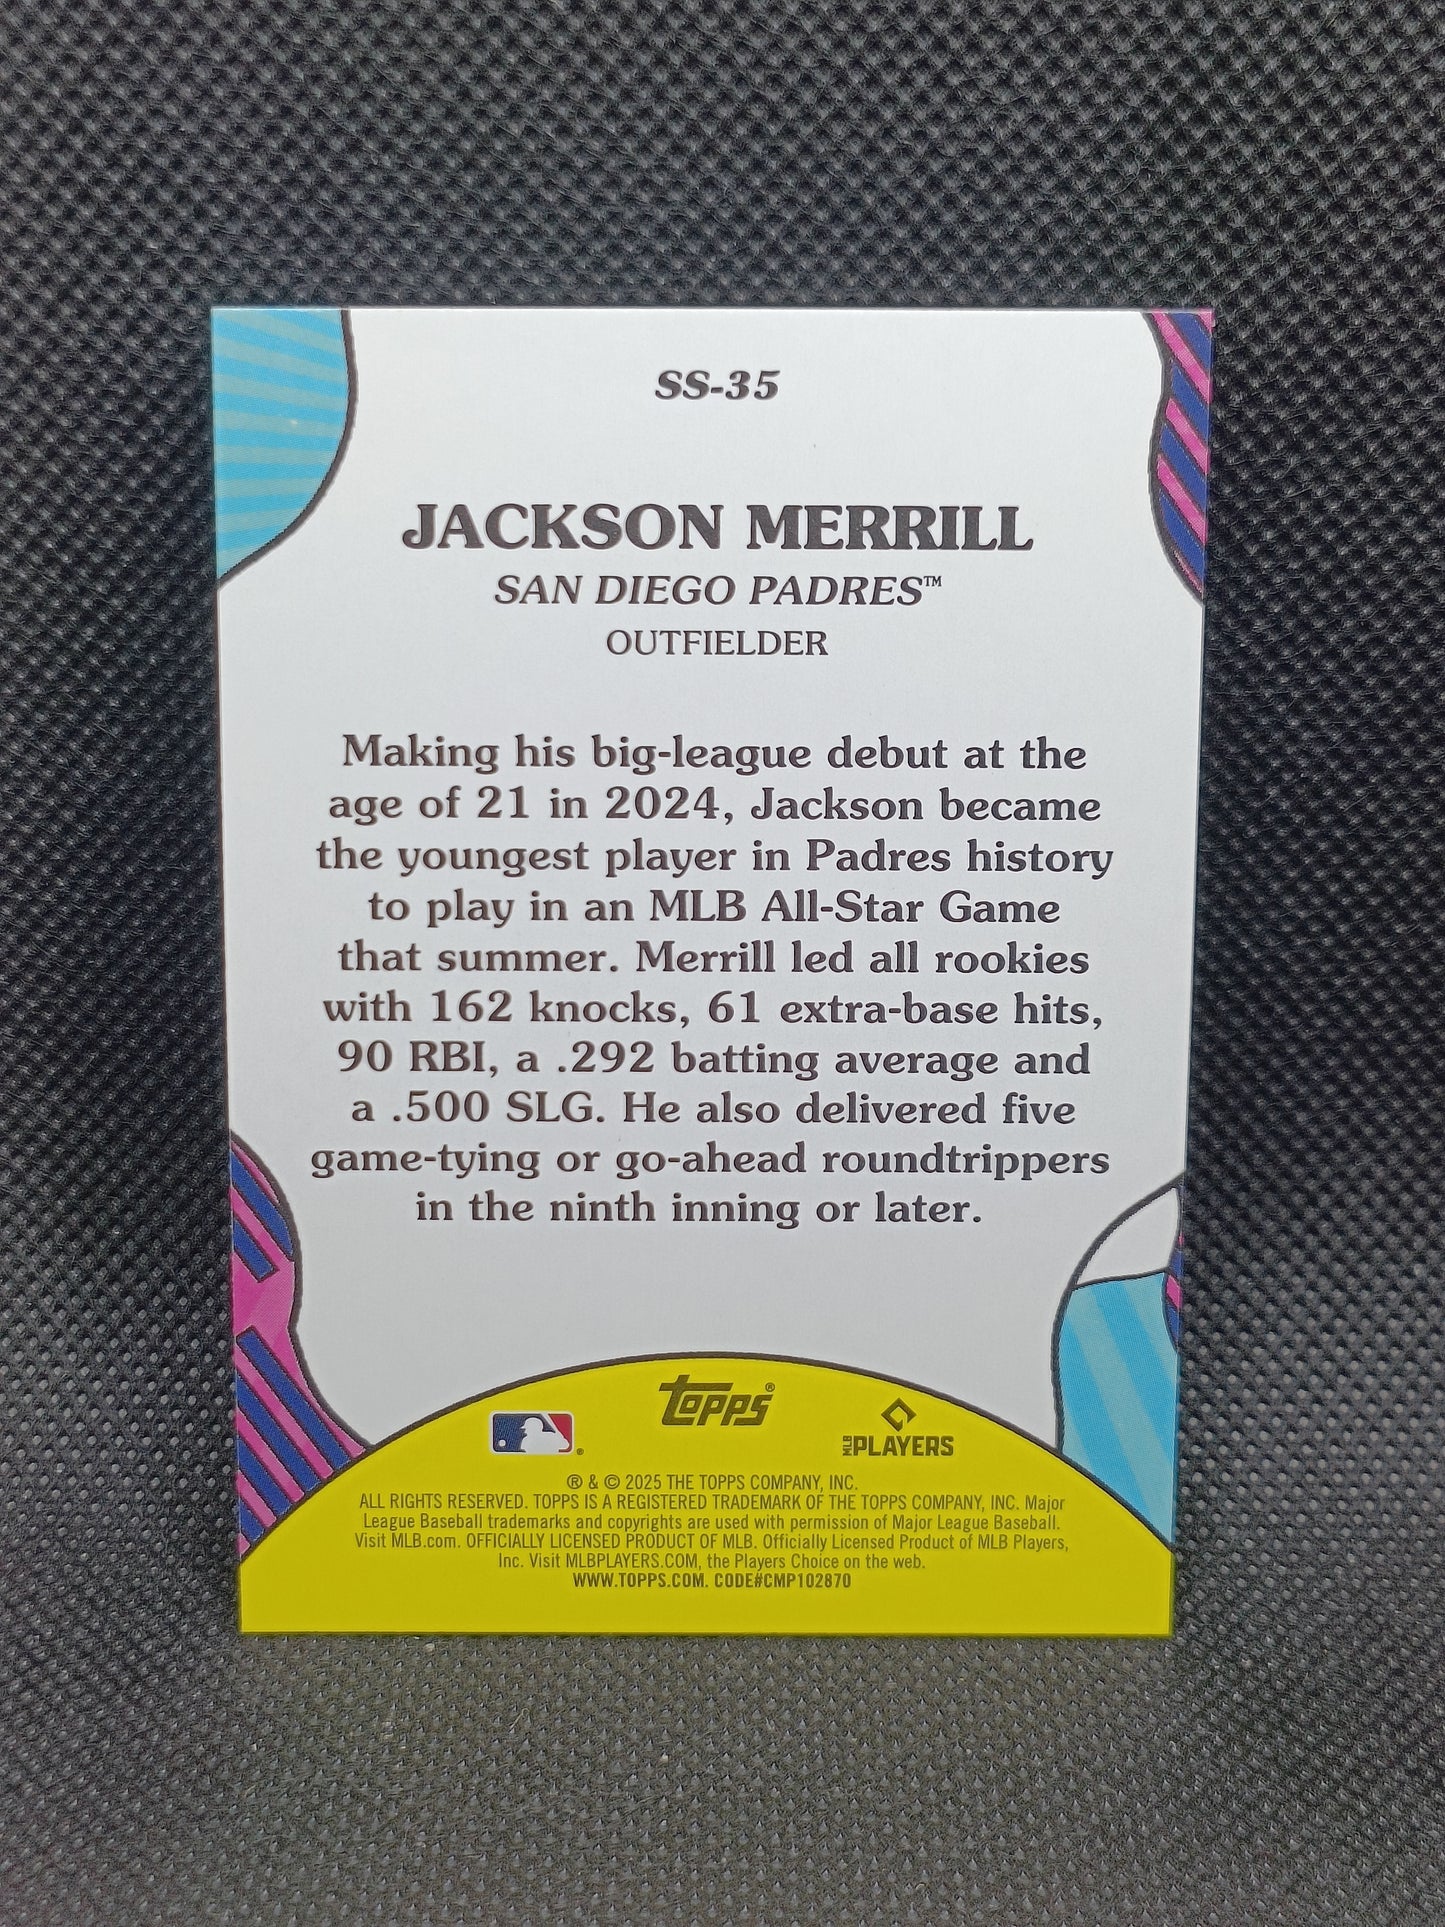 SS-35
JACKSON MERRILL
SAN DIEGO PADRES™
OUTFIELDER
Making his big-league debut at the
age of 21 in 2024, Jackson became
the youngest player in Padres history
to play in an MLB All-Star Game
that summer. Merrill led all rookies
with 162 knocks, 61 extra-base hits,
90 RBI, a .292 batting average and
a .500 SLG. He also delivered five
game-tying or go-ahead roundtrippers
in the ninth inning or later.
topps®
®
MLB PLAYERS
® & © 2025 THE TOPPS COMPANY, INC.
ALL RIGHTS RESERVED. TOPPS IS A REGISTERED TRADEMARK OF THE TOPPS COMPANY, INC. Major
League Baseball trademarks and copyrights are used with permission of Major League Baseball.
Visit MLB.com. OFFICIALLY LICENSED PRODUCT OF MLB. Officially Licensed Product of MLB Players,
Inc. Visit MLBPLAYERS.COM, the Players Choice on the web.
WWW.TOPPS.COM. CODE#CMP102870